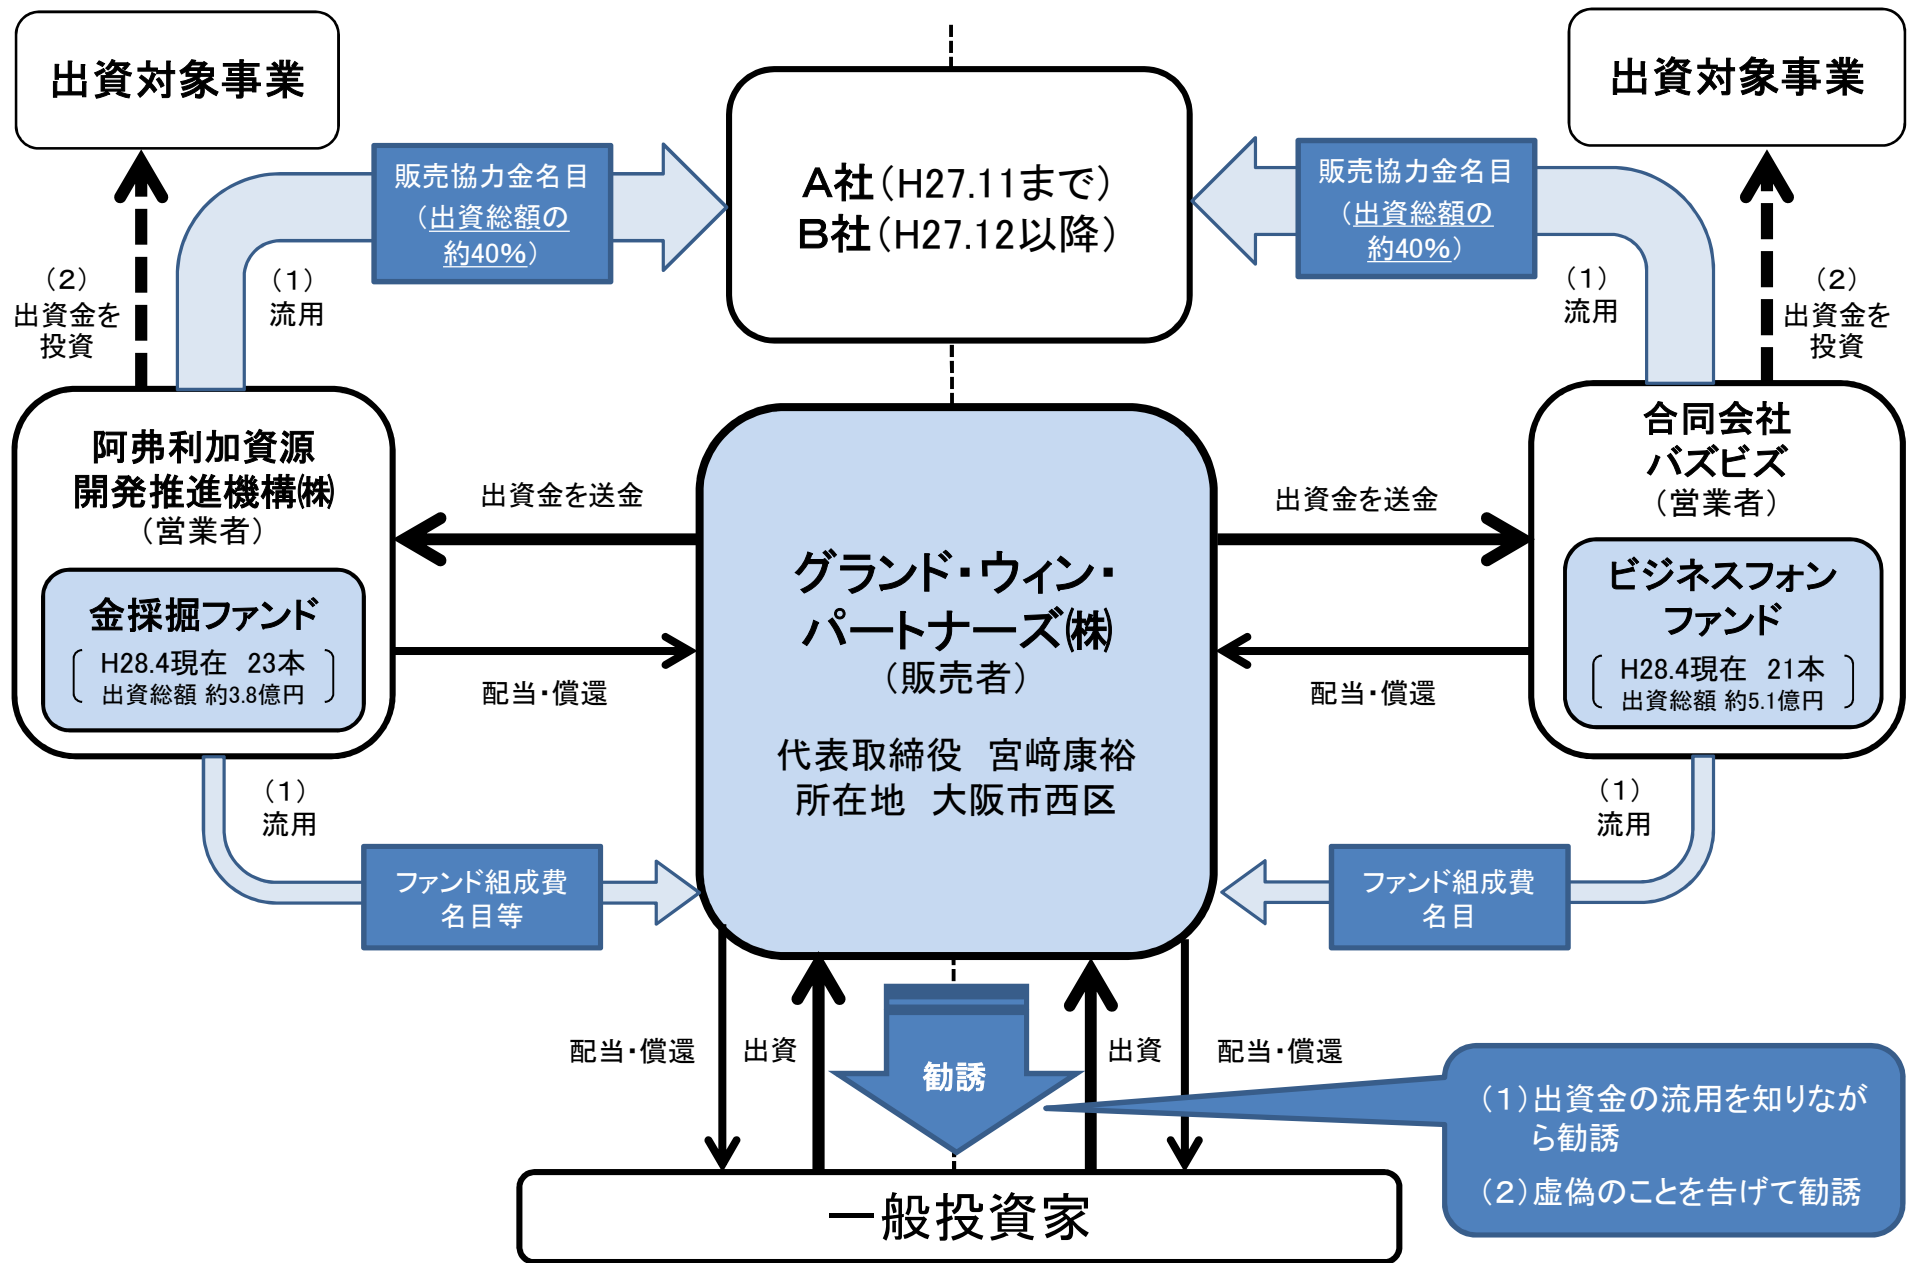 出資対象事業
出資対象事業
A社(H27.11まで)
B社(H27.12以降)
販売協力金名目
(出資総額の
約40%)
販売協力金名目
(出資総額の
約40%)
(2)
出資金を
投資
(1)
流用
(1)
流用
(2)
出資金を
投資
阿弗利加資源
開発推進機構㈱
(営業者)
金採掘ファンド
H28.4現在 23本
出資総額 約3.8億円
出資金を送金
配当・償還
グランド・ウィン・
パートナーズ㈱
(販売者)
代表取締役 宮﨑康裕
所在地 大阪市西区
出資金を送金
配当・償還
合同会社
バズビズ
(営業者)
ビジネスフォン
ファンド
H28.4現在 21本
出資総額 約5.1億円
(1)
流用
ファンド組成費
名目等
(1)
流用
ファンド組成費
名目
配当・償還
出資
勧誘
出資
配当・償還
(1)出資金の流用を知りなが
ら勧誘
(2)虚偽のことを告げて勧誘
一般投資家